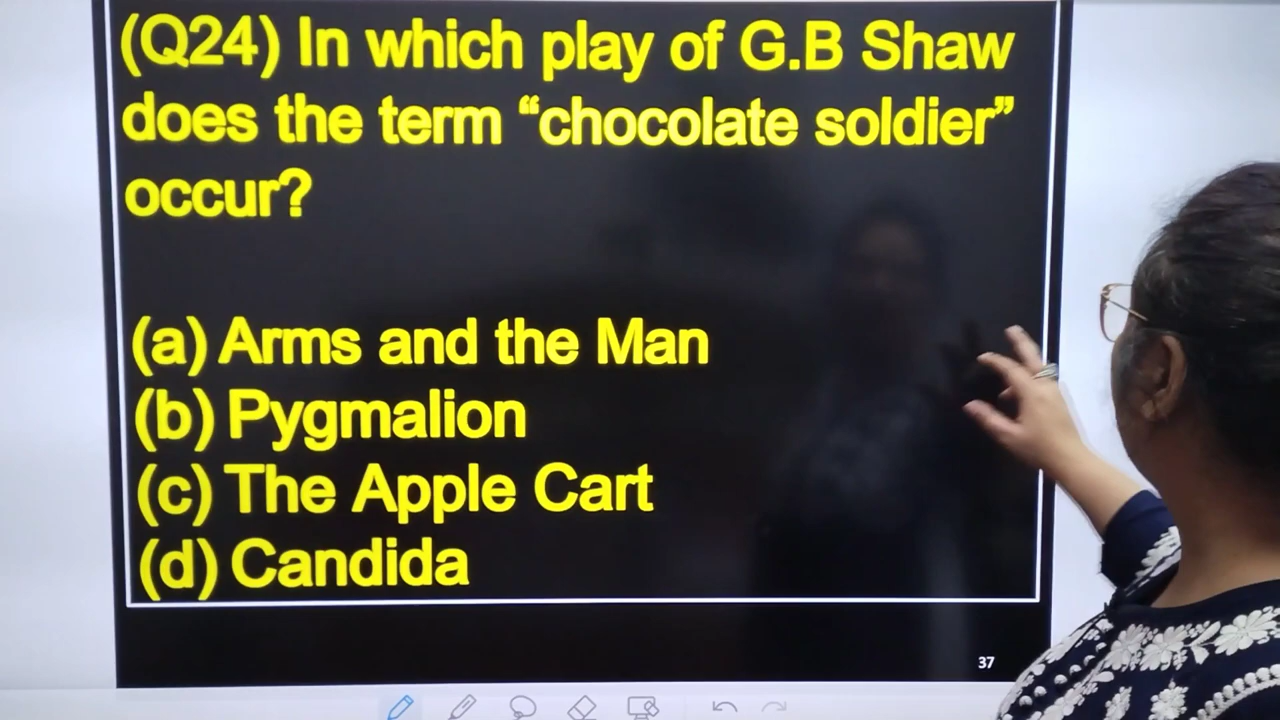 (Q24) In which play of G.B Shaw
does the term “chocolate soldier”
occur?
(a) Arms and the Man
(b) Pygmalion
(c) The Apple Cart
(d) Candida
37